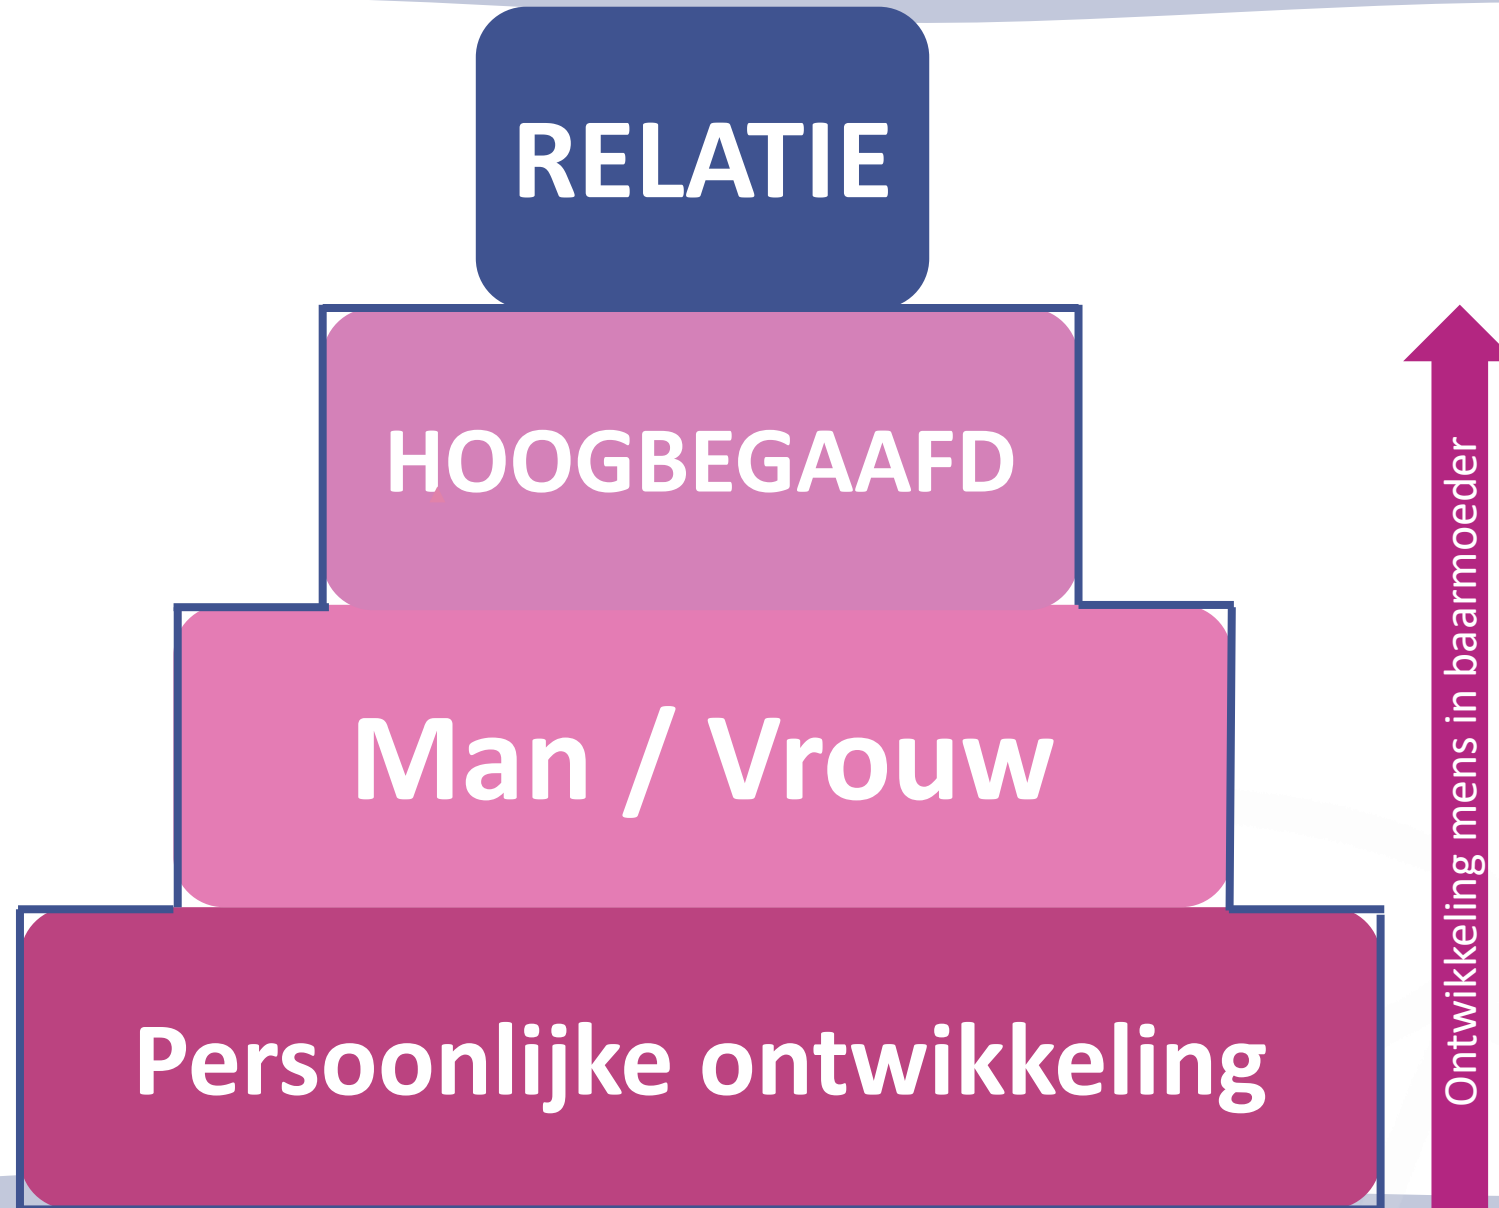 RELATIE
HOOGBEGAAFD
Man / Vrouw
Persoonlijke ontwikkeling
Ontwikkeling mens in baarmoeder